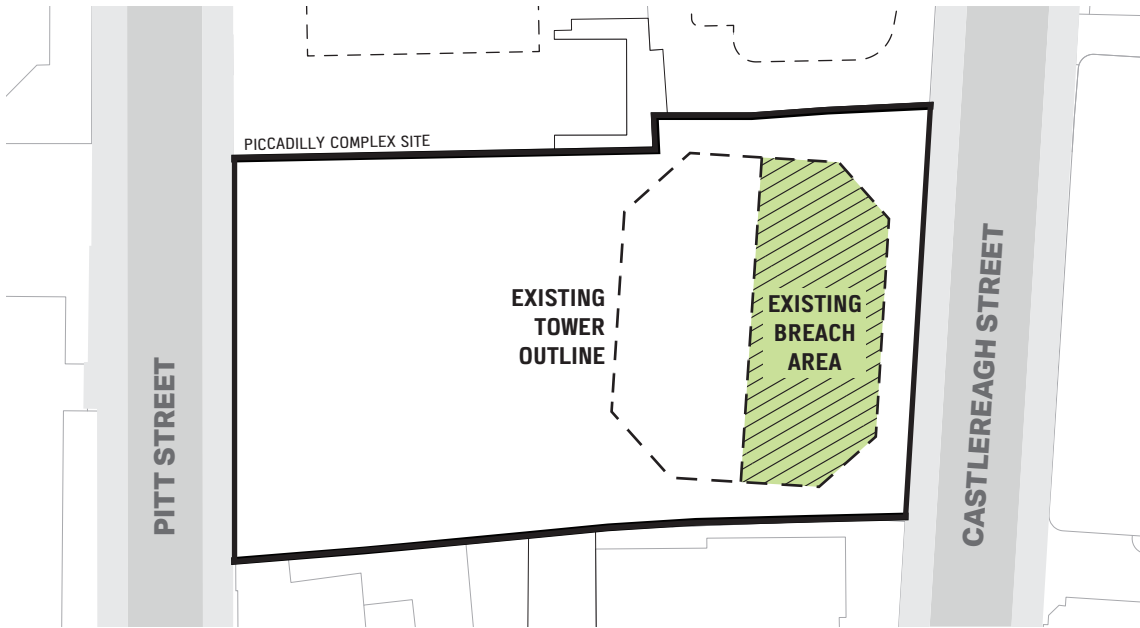 PICCADILLY COMPLEX SITE
EXISTING
TOWER
OUTLINE
EXISTING
BREACH
AREA
PITT STREET
CASTLEREAGH STREET